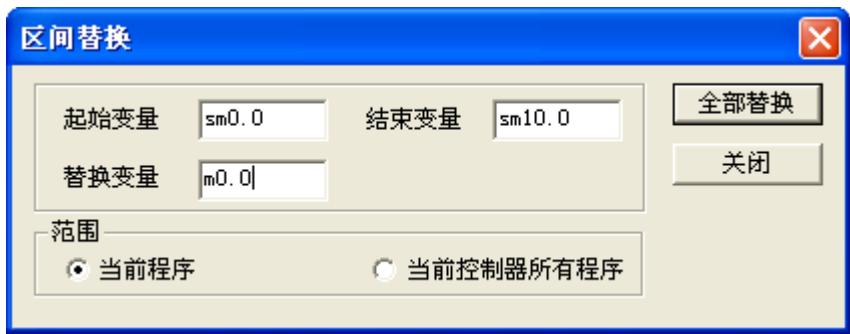 区间替换
起始变量 sm0.0 结束变量 sm10.0 全部替换
替换变量 m0.0 关闭
范围
当前程序 当前控制器所有程序